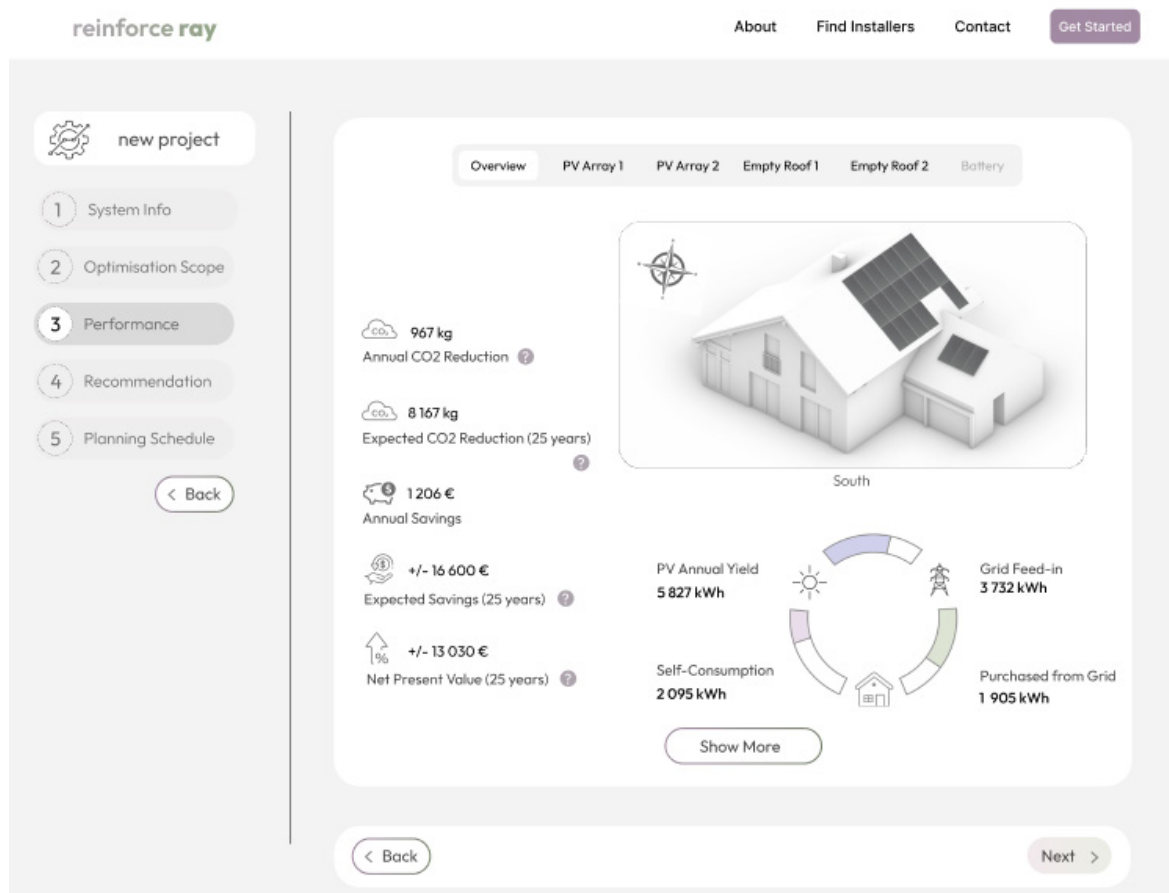 reinforce ray
About Find Installers Contact Get Started
new project
1 System Info
2 Optimisation Scope
3 Performance
4 Recommendation
5 Planning Schedule
< Back
Overview PV Array 1 PV Array 2 Empty Roof 1 Empty Roof 2 Battery
CO₂ 967 kg
Annual CO2 Reduction ?
CO₂ 8 167 kg
Expected CO2 Reduction (25 years)
?
$ 1 206 €
Annual Savings
$ +/- 16 600 €
Expected Savings (25 years) ?
% +/- 13 030 €
Net Present Value (25 years) ?
South
PV Annual Yield
5 827 kWh
Grid Feed-in
3 732 kWh
Self-Consumption
2 095 kWh
Purchased from Grid
1 905 kWh
Show More
< Back
Next >